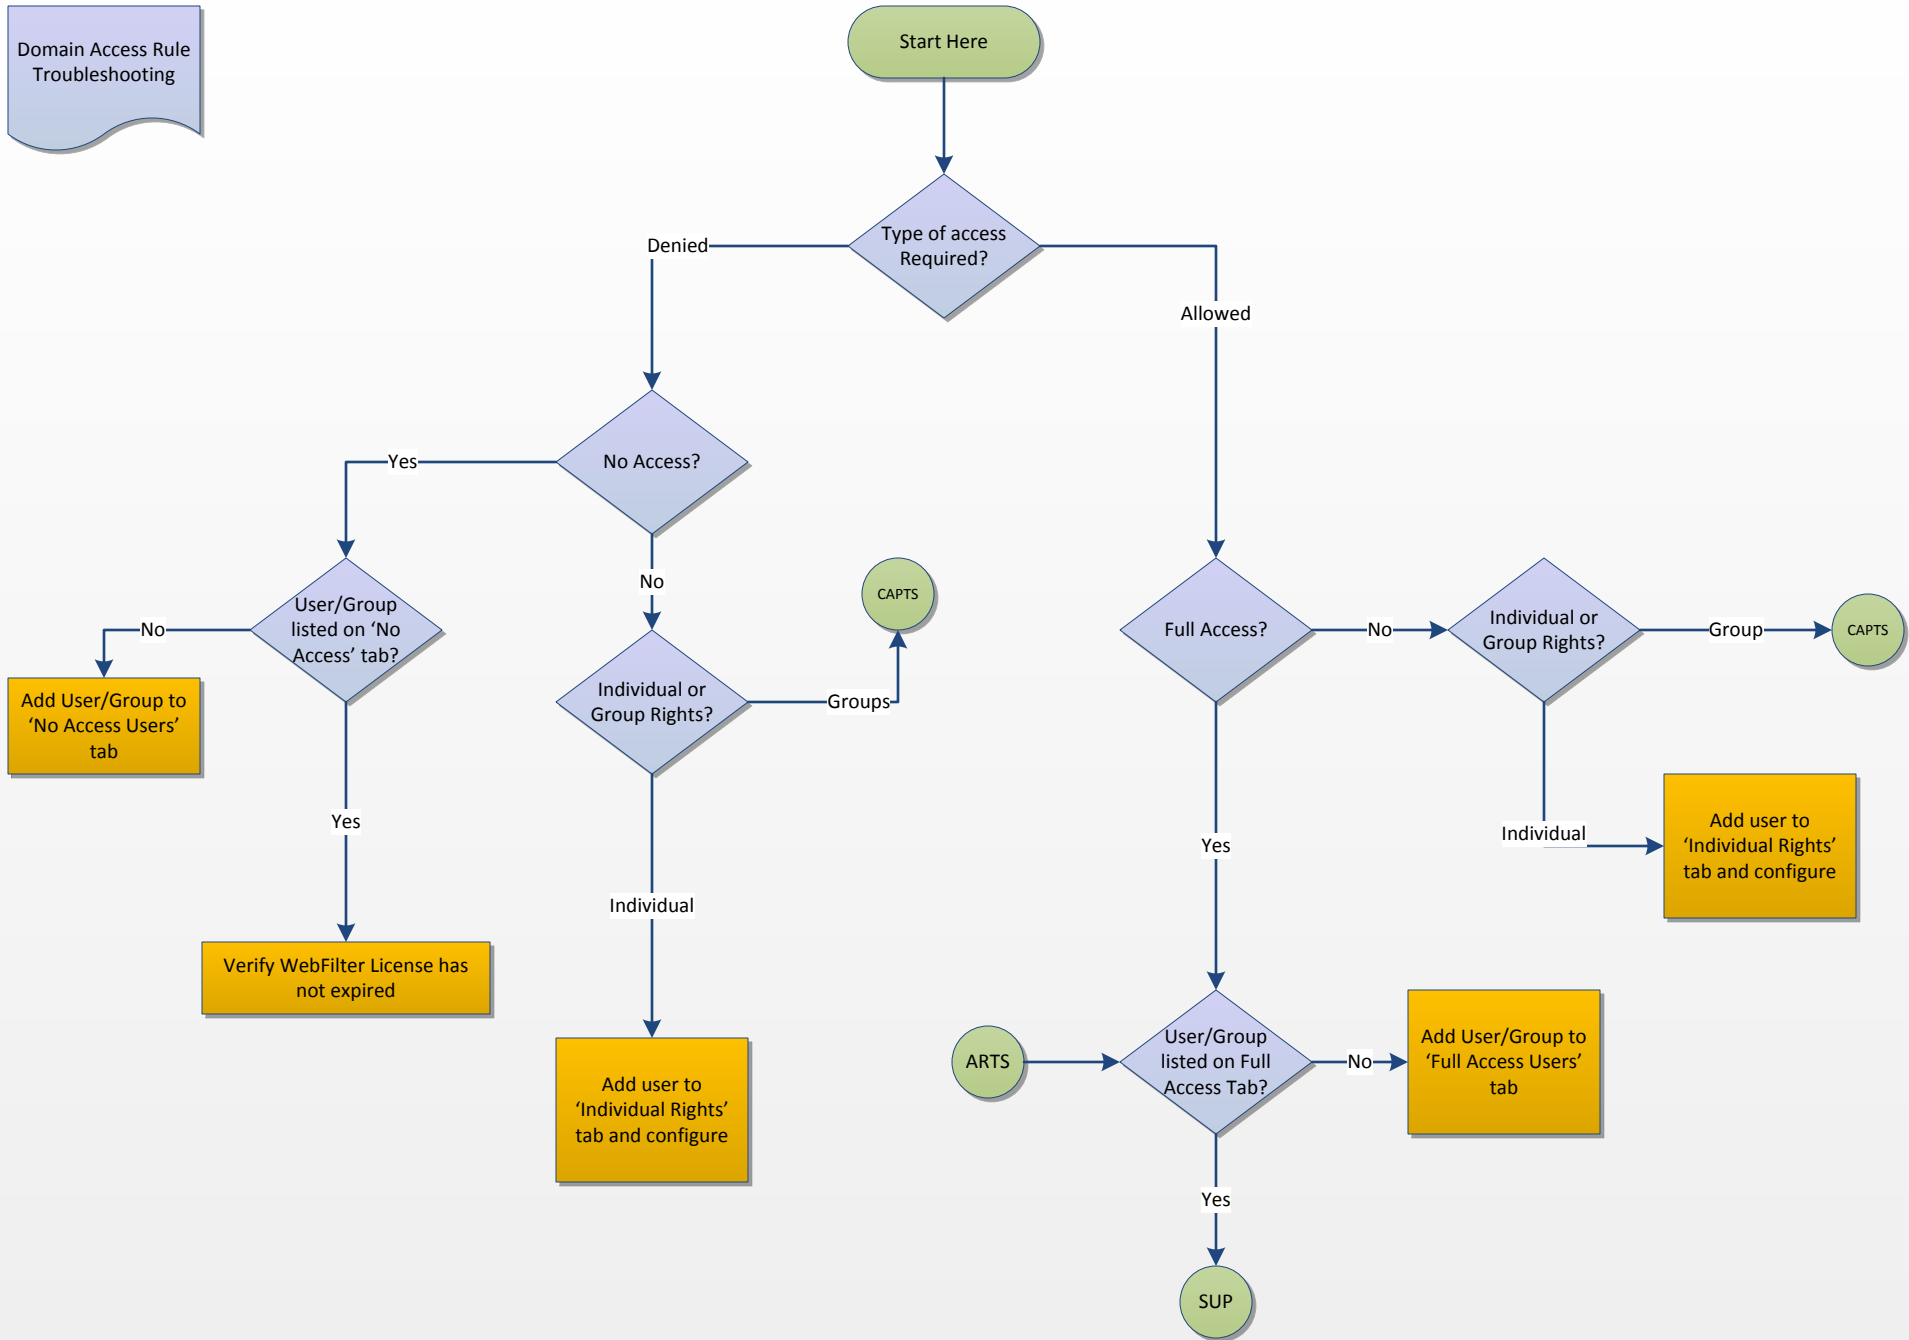 Domain Access Rule
Troubleshooting
Start Here
Type of access
Required?
Denied
Allowed
No Access?
Yes
No
User/Group
listed on ‘No
Access’ tab?
No
Add User/Group to
‘No Access Users’
tab
Yes
Verify WebFilter License has
not expired
Individual or
Group Rights?
Groups
CAPTS
Individual
Add user to
‘Individual Rights’
tab and configure
Full Access?
No
Individual or
Group Rights?
Group
CAPTS
Individual
Add user to
‘Individual Rights’
tab and configure
Yes
ARTS
User/Group
listed on Full
Access Tab?
No
Add User/Group to
‘Full Access Users’
tab
Yes
SUP